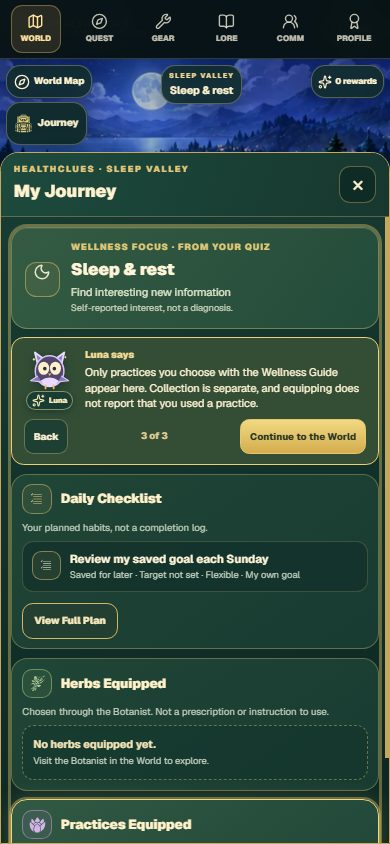 WORLD
QUEST
GEAR
LORE
COMM
PROFILE
World Map
SLEEP VALLEY
Sleep & rest
0 rewards
Journey
HEALTHCLUES · SLEEP VALLEY
My Journey
×
WELLNESS FOCUS · FROM YOUR QUIZ
Sleep & rest
Find interesting new information
Self-reported interest, not a diagnosis.
Luna says
Only practices you choose with the Wellness Guide
appear here. Collection is separate, and equipping does
not report that you used a practice.
Luna
Back
3 of 3
Continue to the World
Daily Checklist
Your planned habits, not a completion log.
Review my saved goal each Sunday
Saved for later · Target not set · Flexible · My own goal
View Full Plan
Herbs Equipped
Chosen through the Botanist. Not a prescription or instruction to use.
No herbs equipped yet.
Visit the Botanist in the World to explore.
Practices Equipped